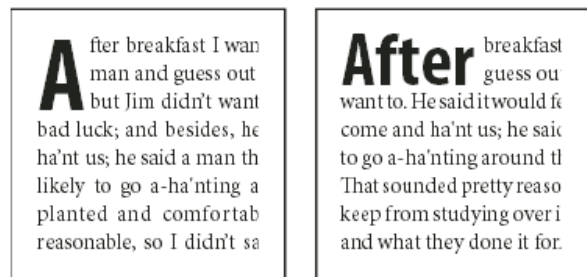 After breakfast I wan
man and guess out
but Jim didn't want
bad luck; and besides, he
ha'nt us; he said a man th
likely to go a-ha'nting a
planted and comfortab
reasonable, so I didn't sa
After breakfast
guess ou
want to. He said it would fe
come and ha'nt us; he said
to go a-ha'nting around th
That sounded pretty reaso
keep from studying over i
and what they done it for.